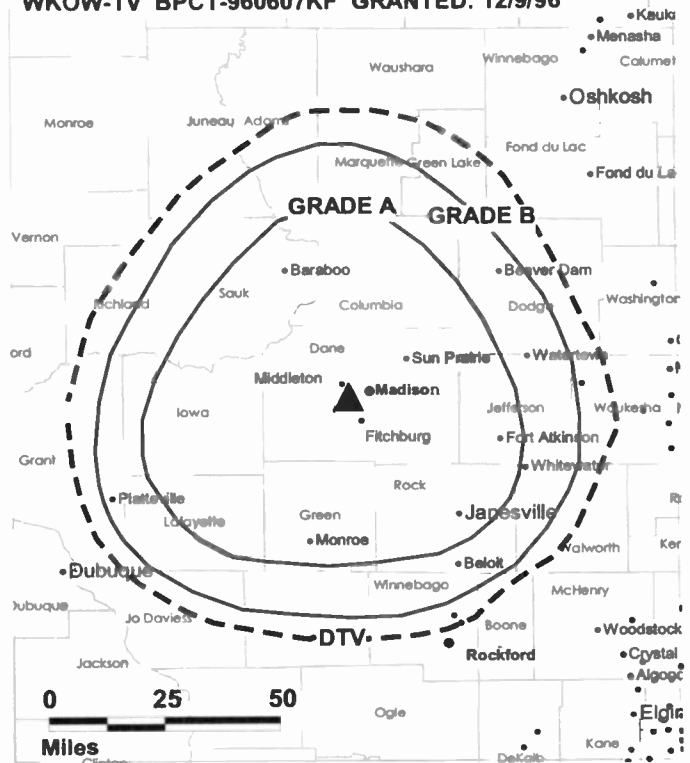 WKOW-TV BPCT-960607KF GRANTED: 12/9/96
Menasha
Winnebago
Calumet
Waushara
Oshkosh
Monroe
Juneau
Adams
Fond du Lac
Marquette
Green Lake
Fond du La
GRADE A
GRADE B
Vernon
Baraboo
Beaver Dam
Sauk
Richland
Columbia
Dodge
Washington
ord
Dane
Sun Prairie
Watertown
Middleton
Madison
Iowa
Jefferson
Waukesha
Fitchburg
Fort Atkinson
Grant
Whitewater
Rock
Platteville
Lafayette
Green
Janesville
Monroe
Walworth
Ker
Dubuque
Beloit
Winnebago
McHenry
Dubuque
Jo Daviess
Boone
Woodstock
DTV
Rockford
Crystal
Jackson
Algoq
0 25 50
Ogle
Elgin
Miles
Kane
DeKalb
Clinton